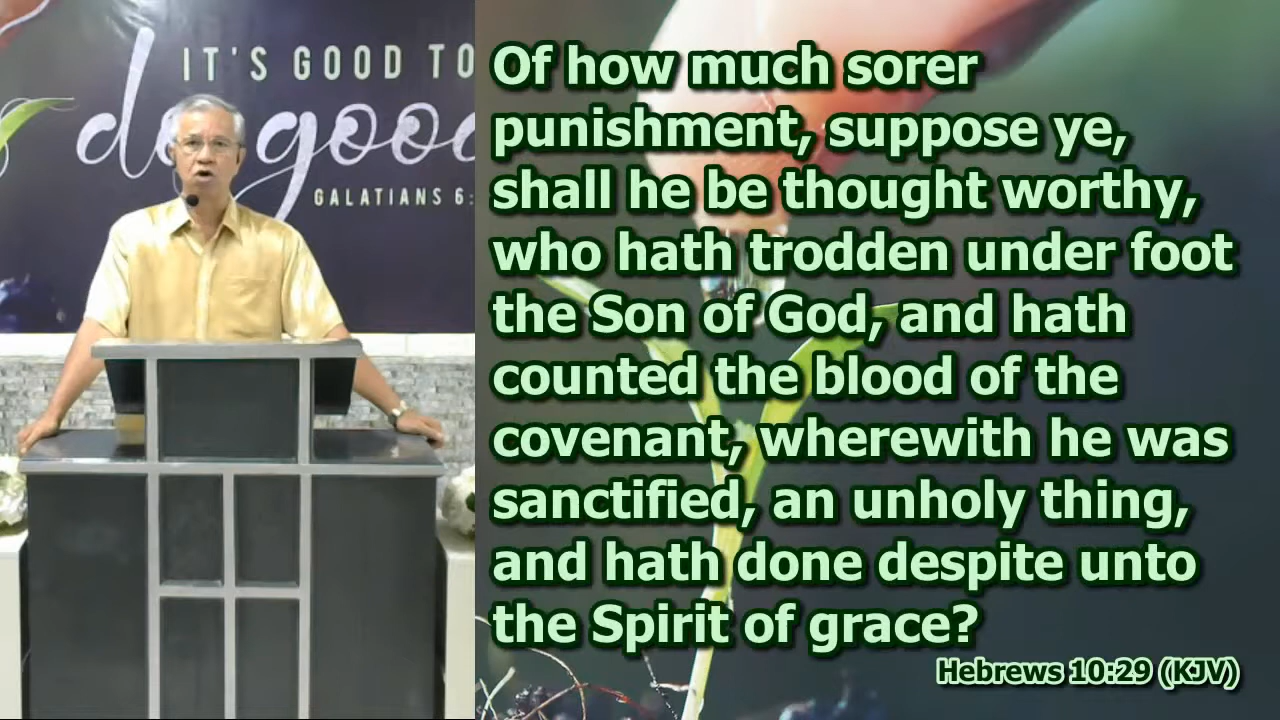 IT'S GOOD TO
do good
GALATIANS 6:
Of how much sorer
punishment, suppose ye,
shall he be thought worthy,
who hath trodden under foot
the Son of God, and hath
counted the blood of the
covenant, wherewith he was
sanctified, an unholy thing,
and hath done despite unto
the Spirit of grace?
Hebrews 10:29 (KJV)